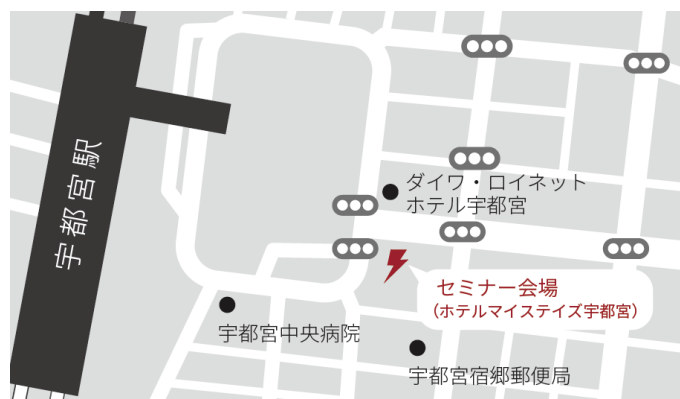 宇都宮駅
ダイワ・ロイネット
ホテル宇都宮
セミナー会場
（ホテルマイステイズ宇都宮）
宇都宮中央病院
宇都宮宿郷郵便局